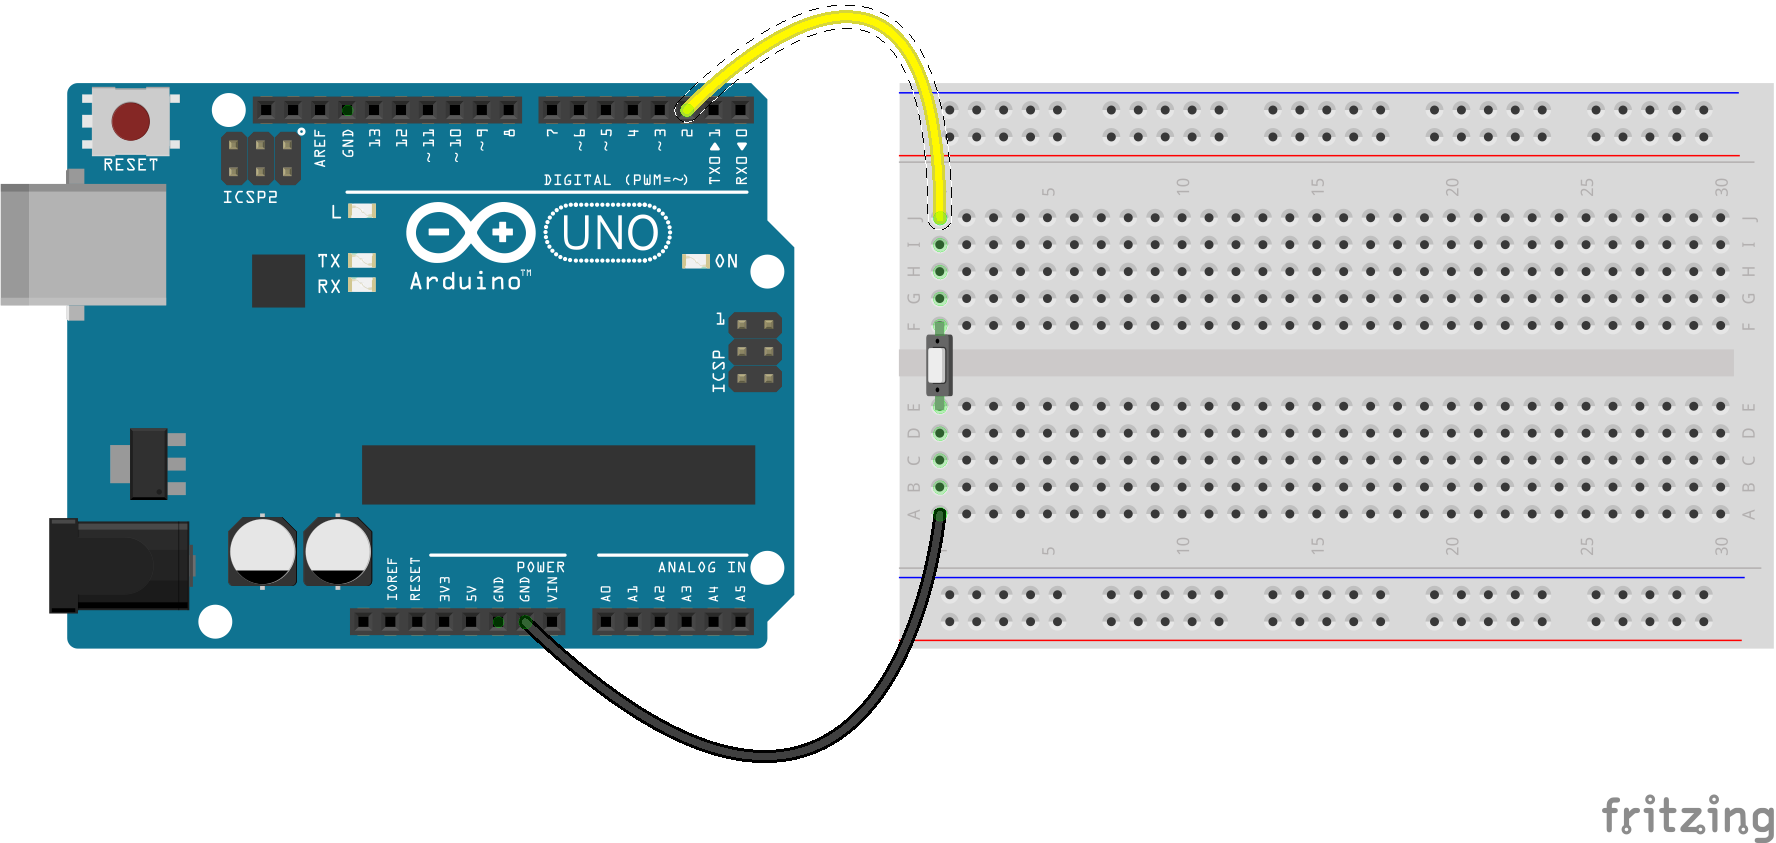 RESET
ICSP2
AREF
GND
13
12
~11
~10
~9
8
7
~6
~5
4
~3
2
TX0▶1
RX0◀0
DIGITAL (PWM=~)
L
TX
RX
UNO
Arduino™
ON
1
ICSP
IOREF
RESET
3V3
5V
GND
GND
VIN
POWER
ANALOG IN
A0
A1
A2
A3
A4
A5
5
10
15
20
25
30
J
I
H
G
F
E
D
C
B
A
J
I
H
G
F
E
D
C
B
A
5
10
15
20
25
30
fritzing